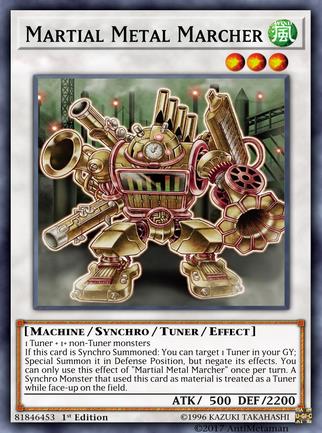 Martial Metal Marcher
WIND
風
[Machine / Synchro / Tuner / Effect]
1 Tuner + 1+ non-Tuner monsters
If this card is Synchro Summoned: You can target 1 Tuner in your GY;
Special Summon it in Defense Position, but negate its effects. You
can only use this effect of "Martial Metal Marcher" once per turn. A
Synchro Monster that used this card as material is treated as a Tuner
while face-up on the field.
ATK/ 500 DEF/2200
81846453 1st Edition ©1996 KAZUKI TAKAHASHI
©2017 AntiMetaman